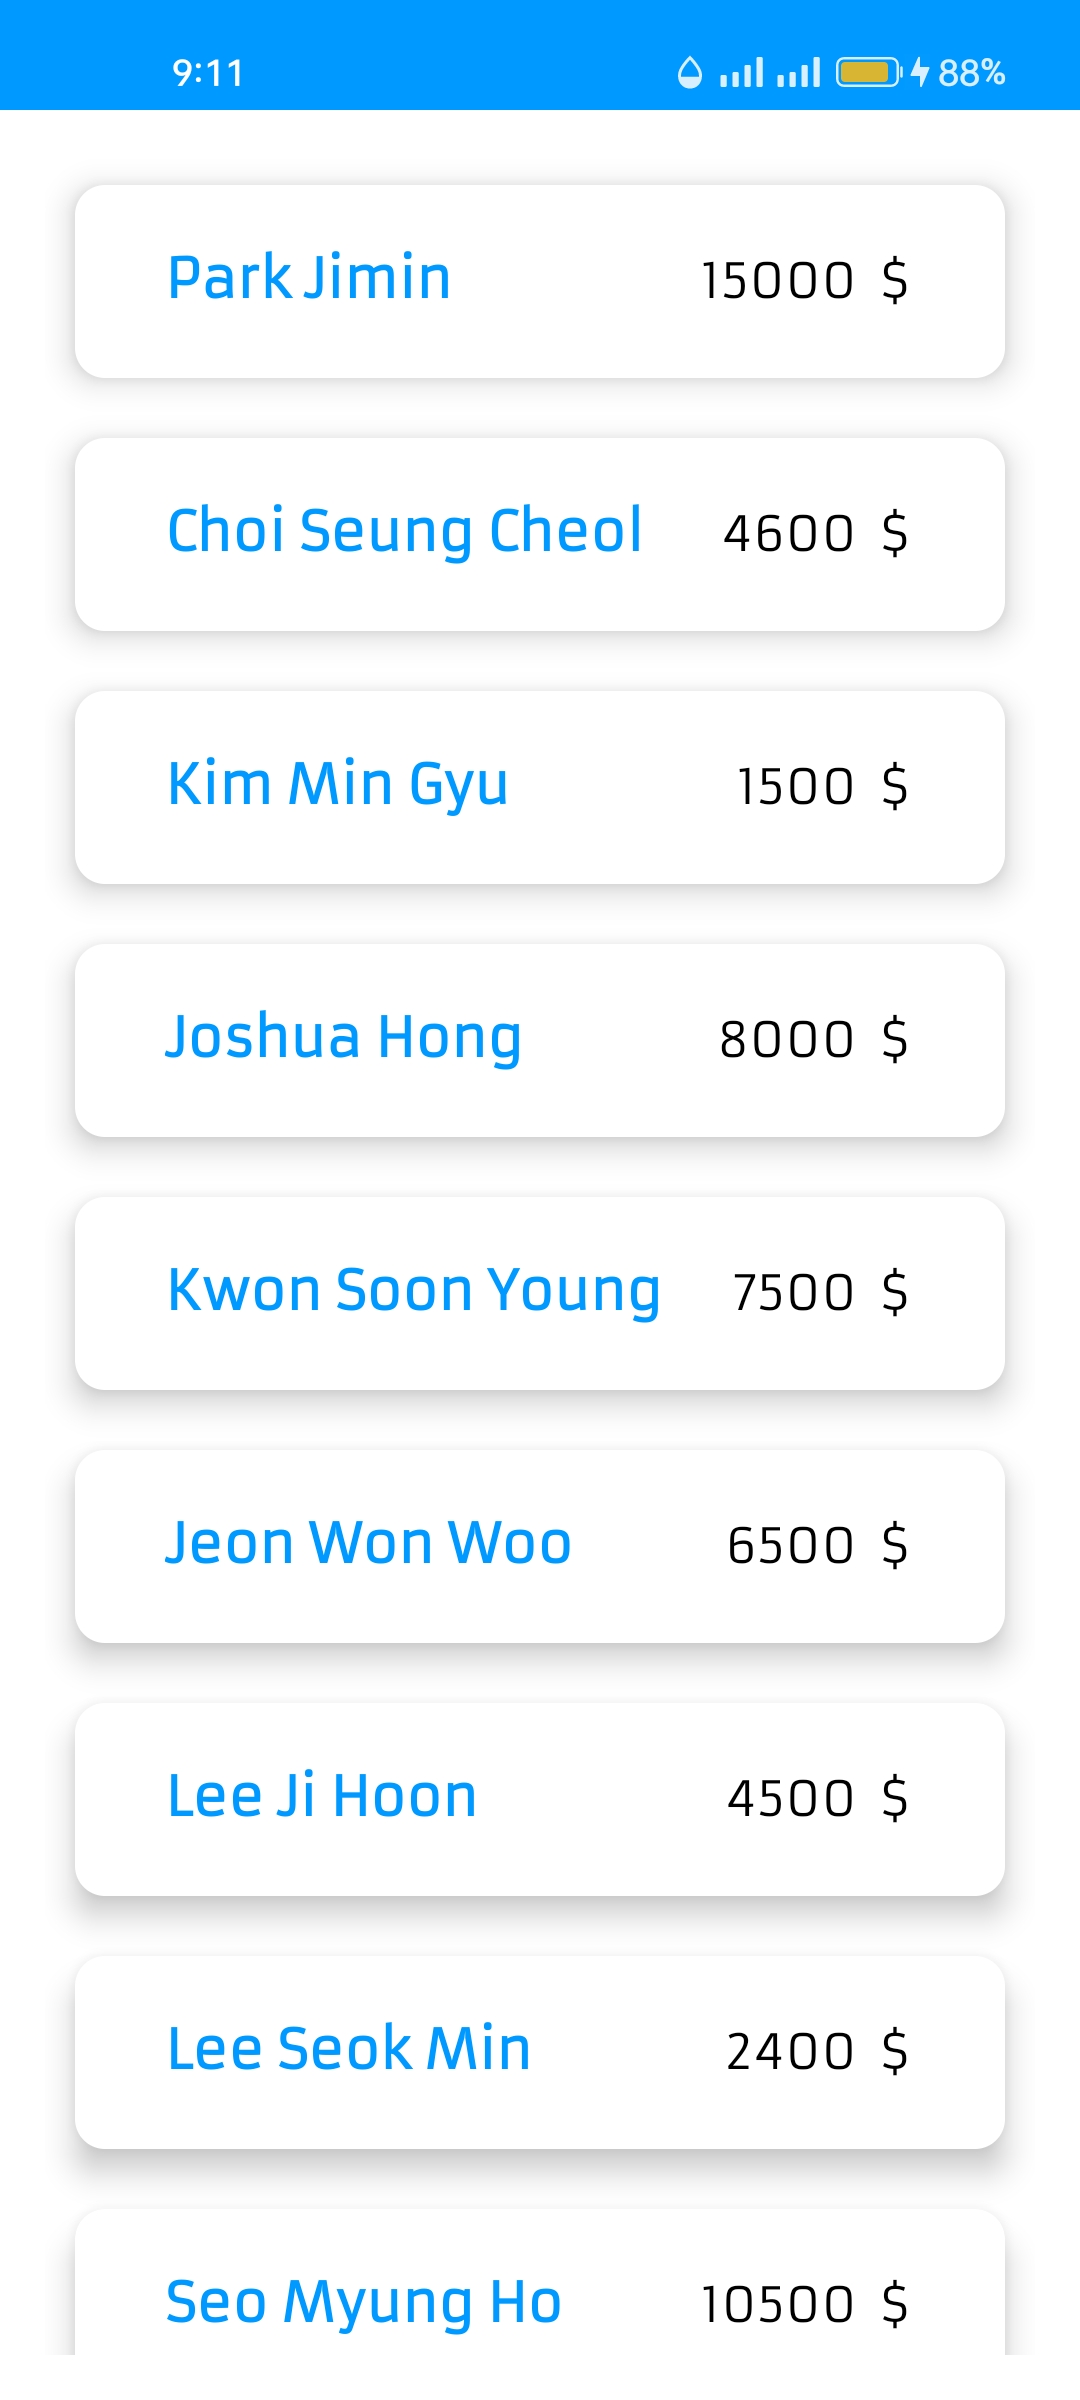 9:11 88%
Park Jimin 15000 $
Choi Seung Cheol 4600 $
Kim Min Gyu 1500 $
Joshua Hong 8000 $
Kwon Soon Young 7500 $
Jeon Won Woo 6500 $
Lee Ji Hoon 4500 $
Lee Seok Min 2400 $
Seo Myung Ho 10500 $